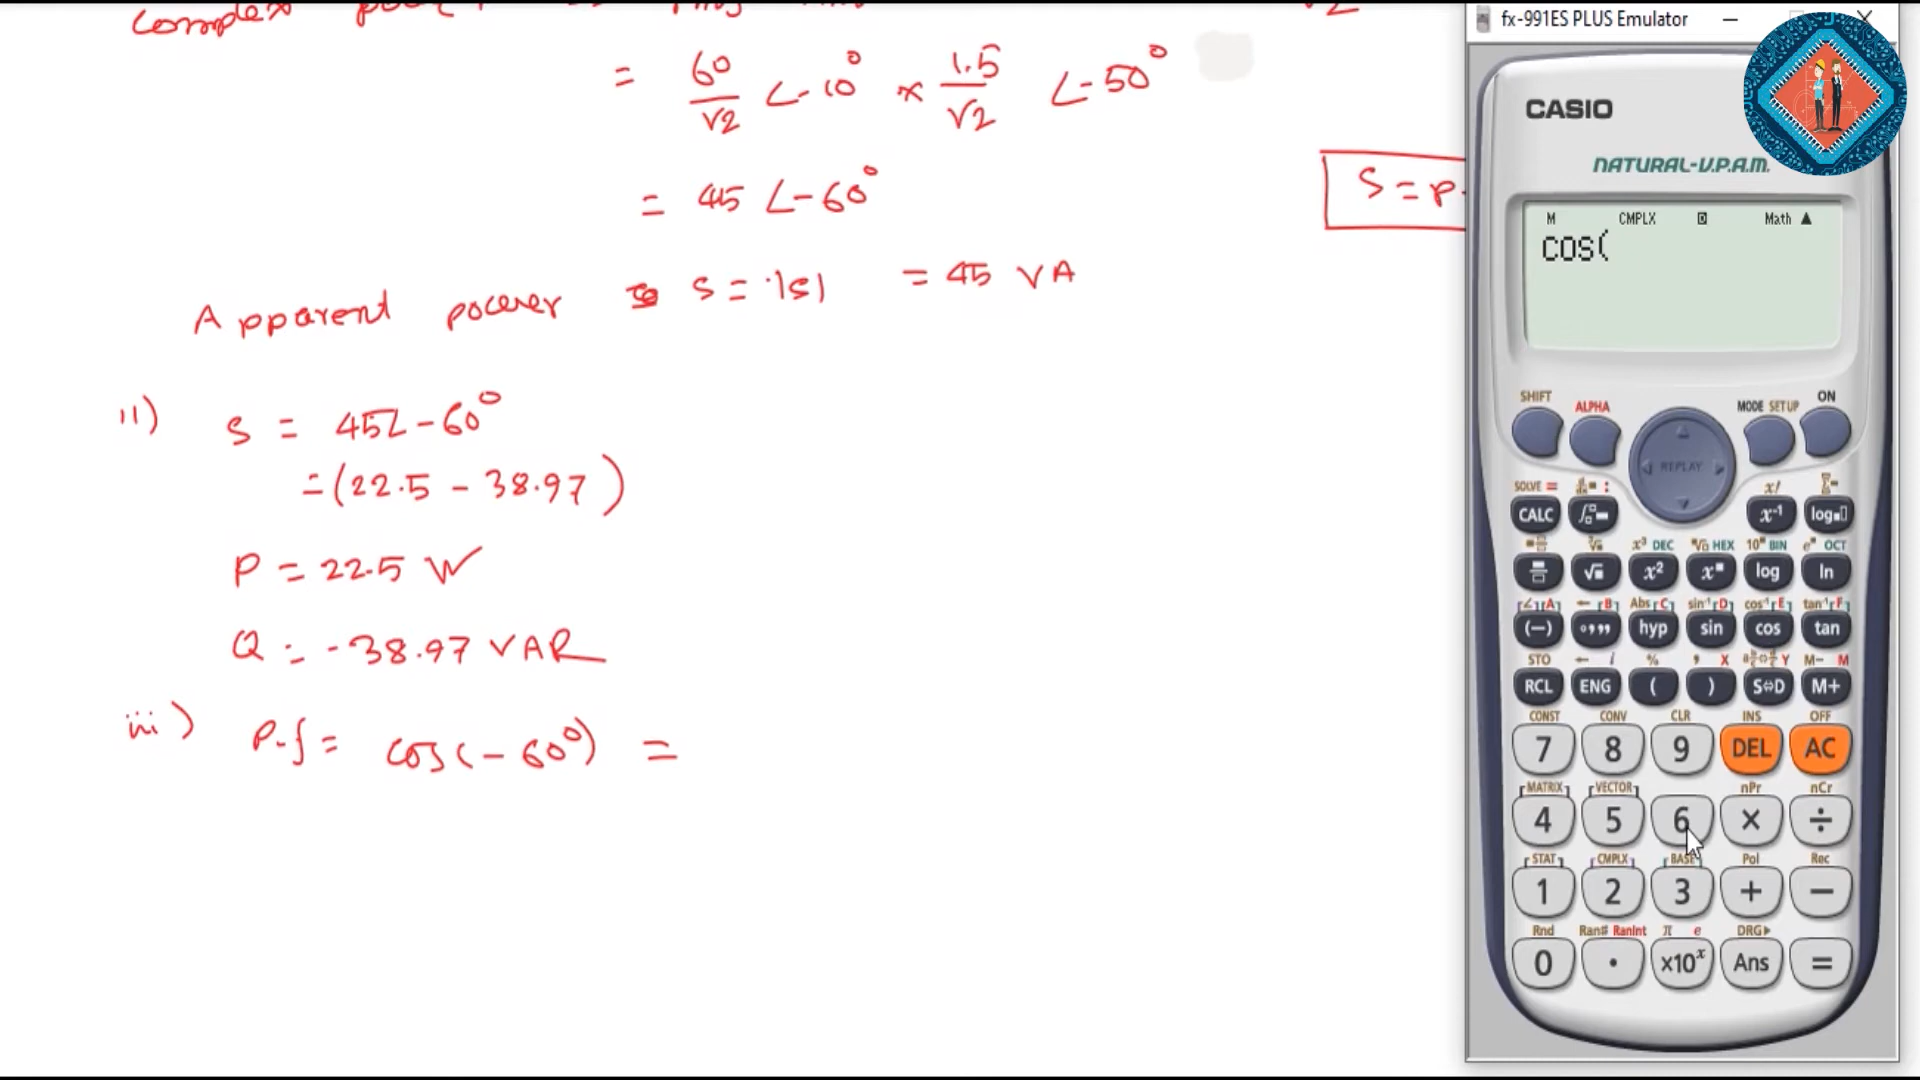 complex
= 60/√2 ∠-10° × 1.5/√2 ∠-50°
= 45 ∠-60°
S = P
Apparent power S = |S| = 45 VA
ii) S = 45∠-60°
= (22.5 - 38.97)
P = 22.5 W
Q = -38.97 VAR
iii) P.f = cos(-60°) =
fx-991ES PLUS Emulator
CASIO
NATURAL-V.P.A.M.
M CMPLX D Math ▲
cos(
SHIFT ALPHA MODE SETUP ON
REPLAY
SOLVE = : x!
CALC x⁻¹ log
x³ DEC HEX 10 BIN e OCT
√ x² x log ln
∠ A ← B Abs C sin⁻¹ D cos⁻¹ E tan⁻¹ F
(−) °,,, hyp sin cos tan
STO ← i % , X Y M− M
RCL ENG ( ) S⇔D M+
CONST CONV CLR INS OFF
7 8 9 DEL AC
MATRIX VECTOR nPr nCr
4 5 6 × ÷
STAT CMPLX BASE Pol Rec
1 2 3 + −
Rnd Ran# RanInt π e DRG▶
0 • ×10ˣ Ans =